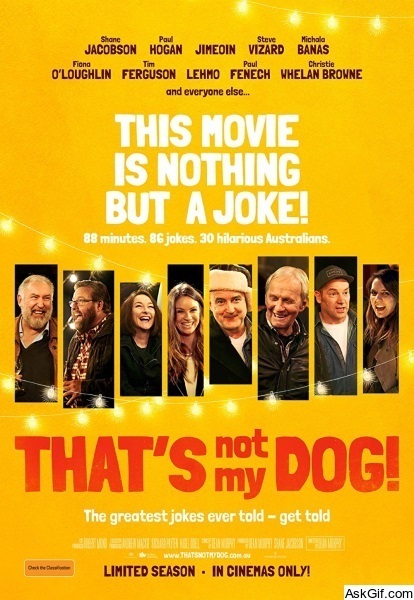 Shane Paul Steve Michala
JACOBSON HOGAN JIMEOIN VIZARD BANAS
Fiona Tim Paul Christie
O'LOUGHLIN FERGUSON LEHMO FENECH WHELAN BROWNE
and everyone else...
THIS MOVIE
IS NOTHING
BUT A JOKE!
88 minutes. 86 jokes. 30 hilarious Australians.
THAT'S not my DOG!
The greatest jokes ever told – get told
WWW.THATSNOTMYDOG.COM.AU
Check the Classification
LIMITED SEASON • IN CINEMAS ONLY!
AskGif.com